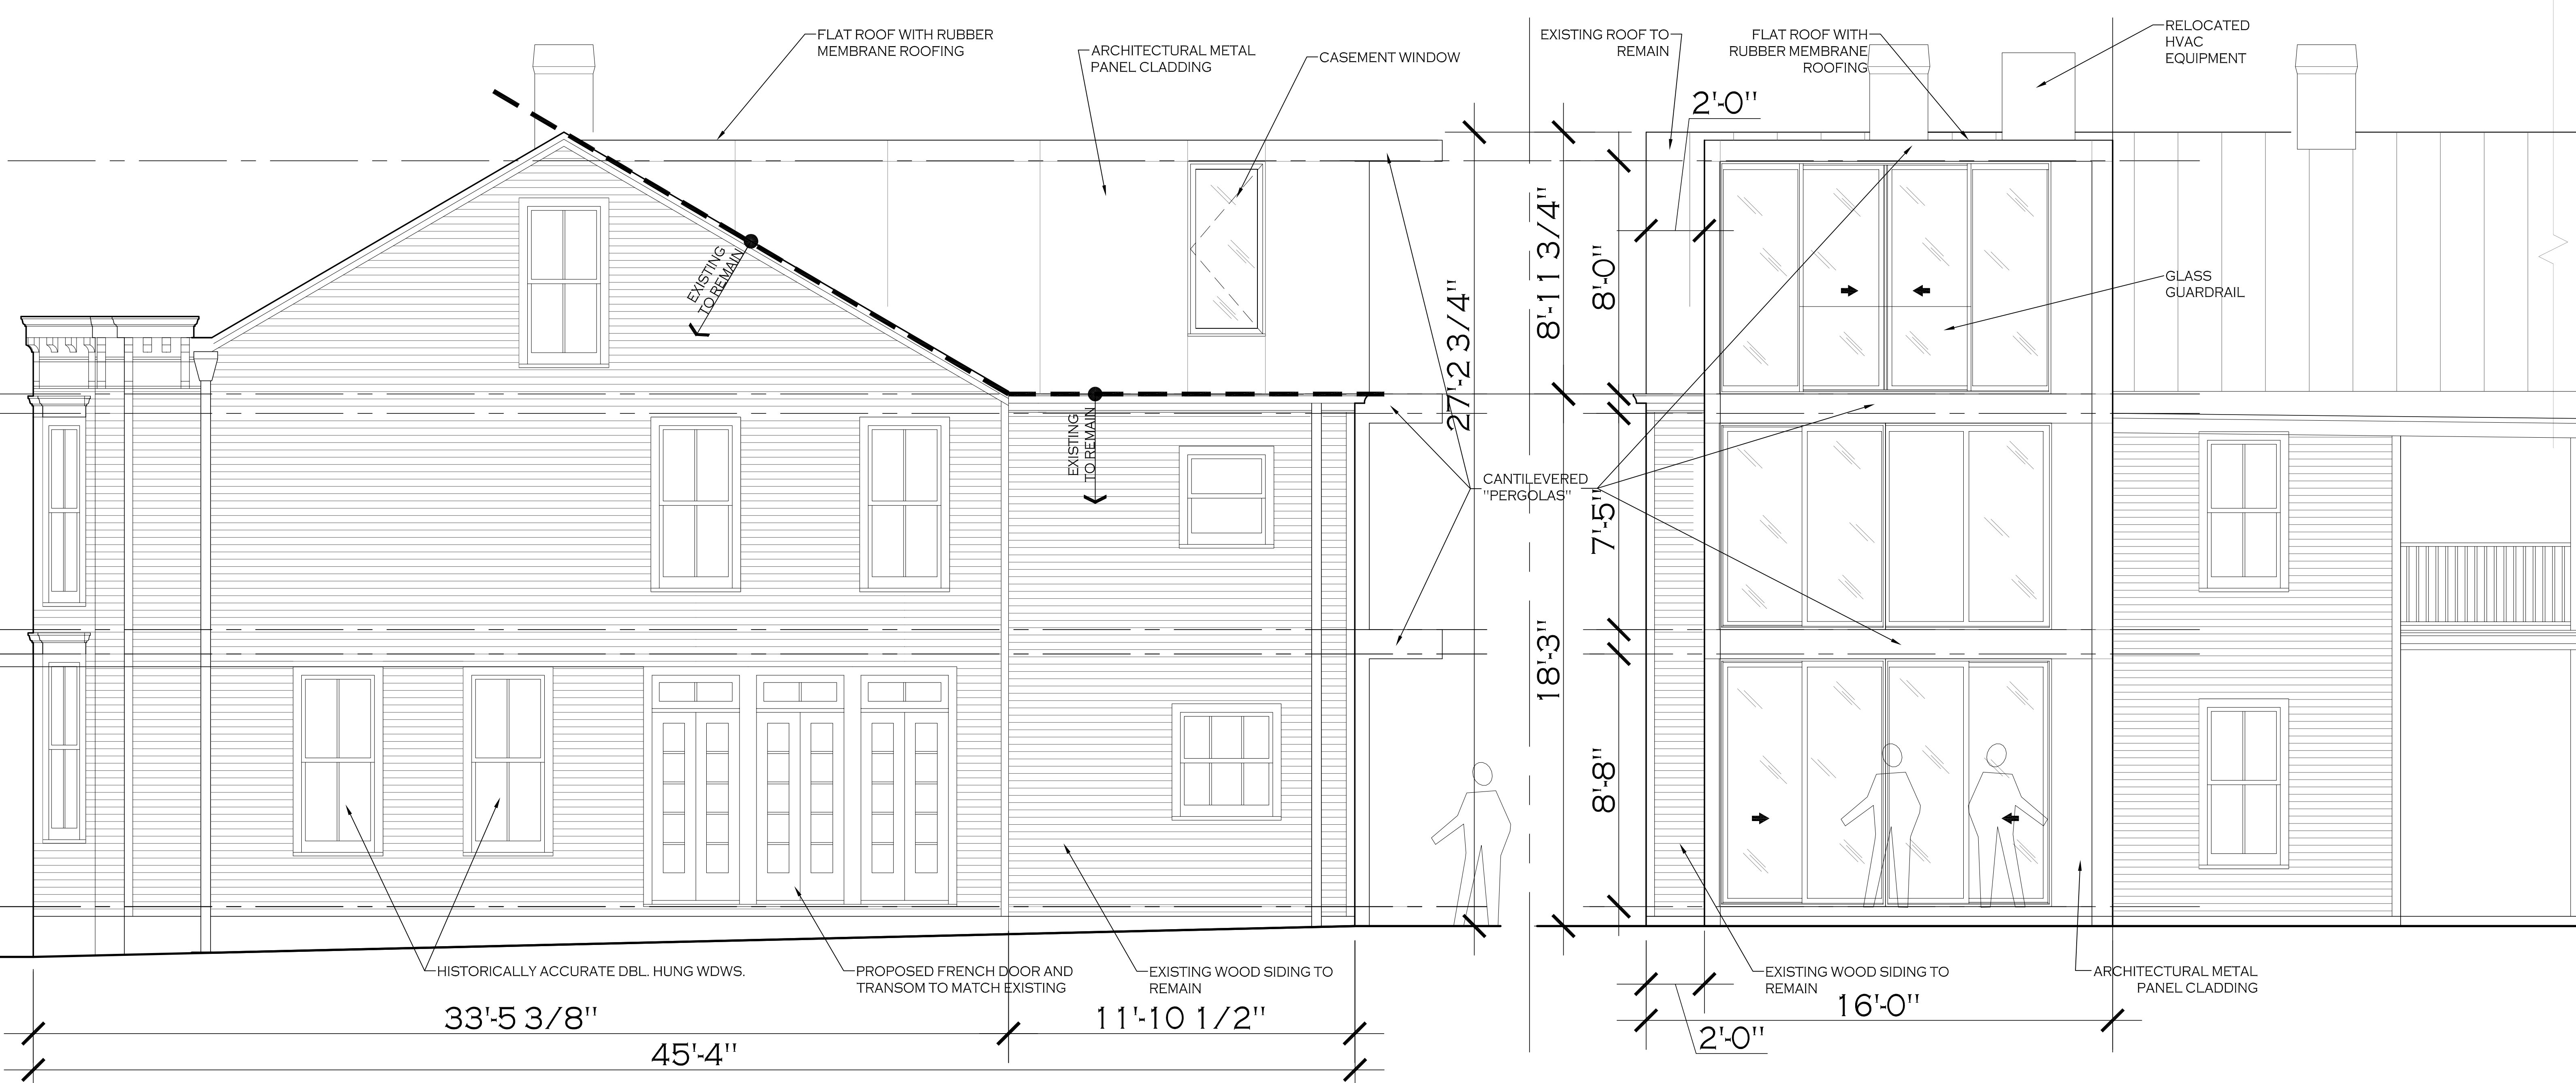 FLAT ROOF WITH RUBBER
MEMBRANE ROOFING
ARCHITECTURAL METAL
PANEL CLADDING
CASEMENT WINDOW
EXISTING ROOF TO
REMAIN
FLAT ROOF WITH
RUBBER MEMBRANE
ROOFING
RELOCATED
HVAC
EQUIPMENT
2'-0"
EXISTING
TO REMAIN
EXISTING
TO REMAIN
27'-2 3/4"
8'-11 3/4"
8'-0"
GLASS
GUARDRAIL
CANTILEVERED
"PERGOLAS"
7'-5"
18'-3"
8'-8"
HISTORICALLY ACCURATE DBL. HUNG WDWS.
PROPOSED FRENCH DOOR AND
TRANSOM TO MATCH EXISTING
EXISTING WOOD SIDING TO
REMAIN
EXISTING WOOD SIDING TO
REMAIN
ARCHITECTURAL METAL
PANEL CLADDING
33'-5 3/8"
11'-10 1/2"
16'-0"
2'-0"
45'-4"